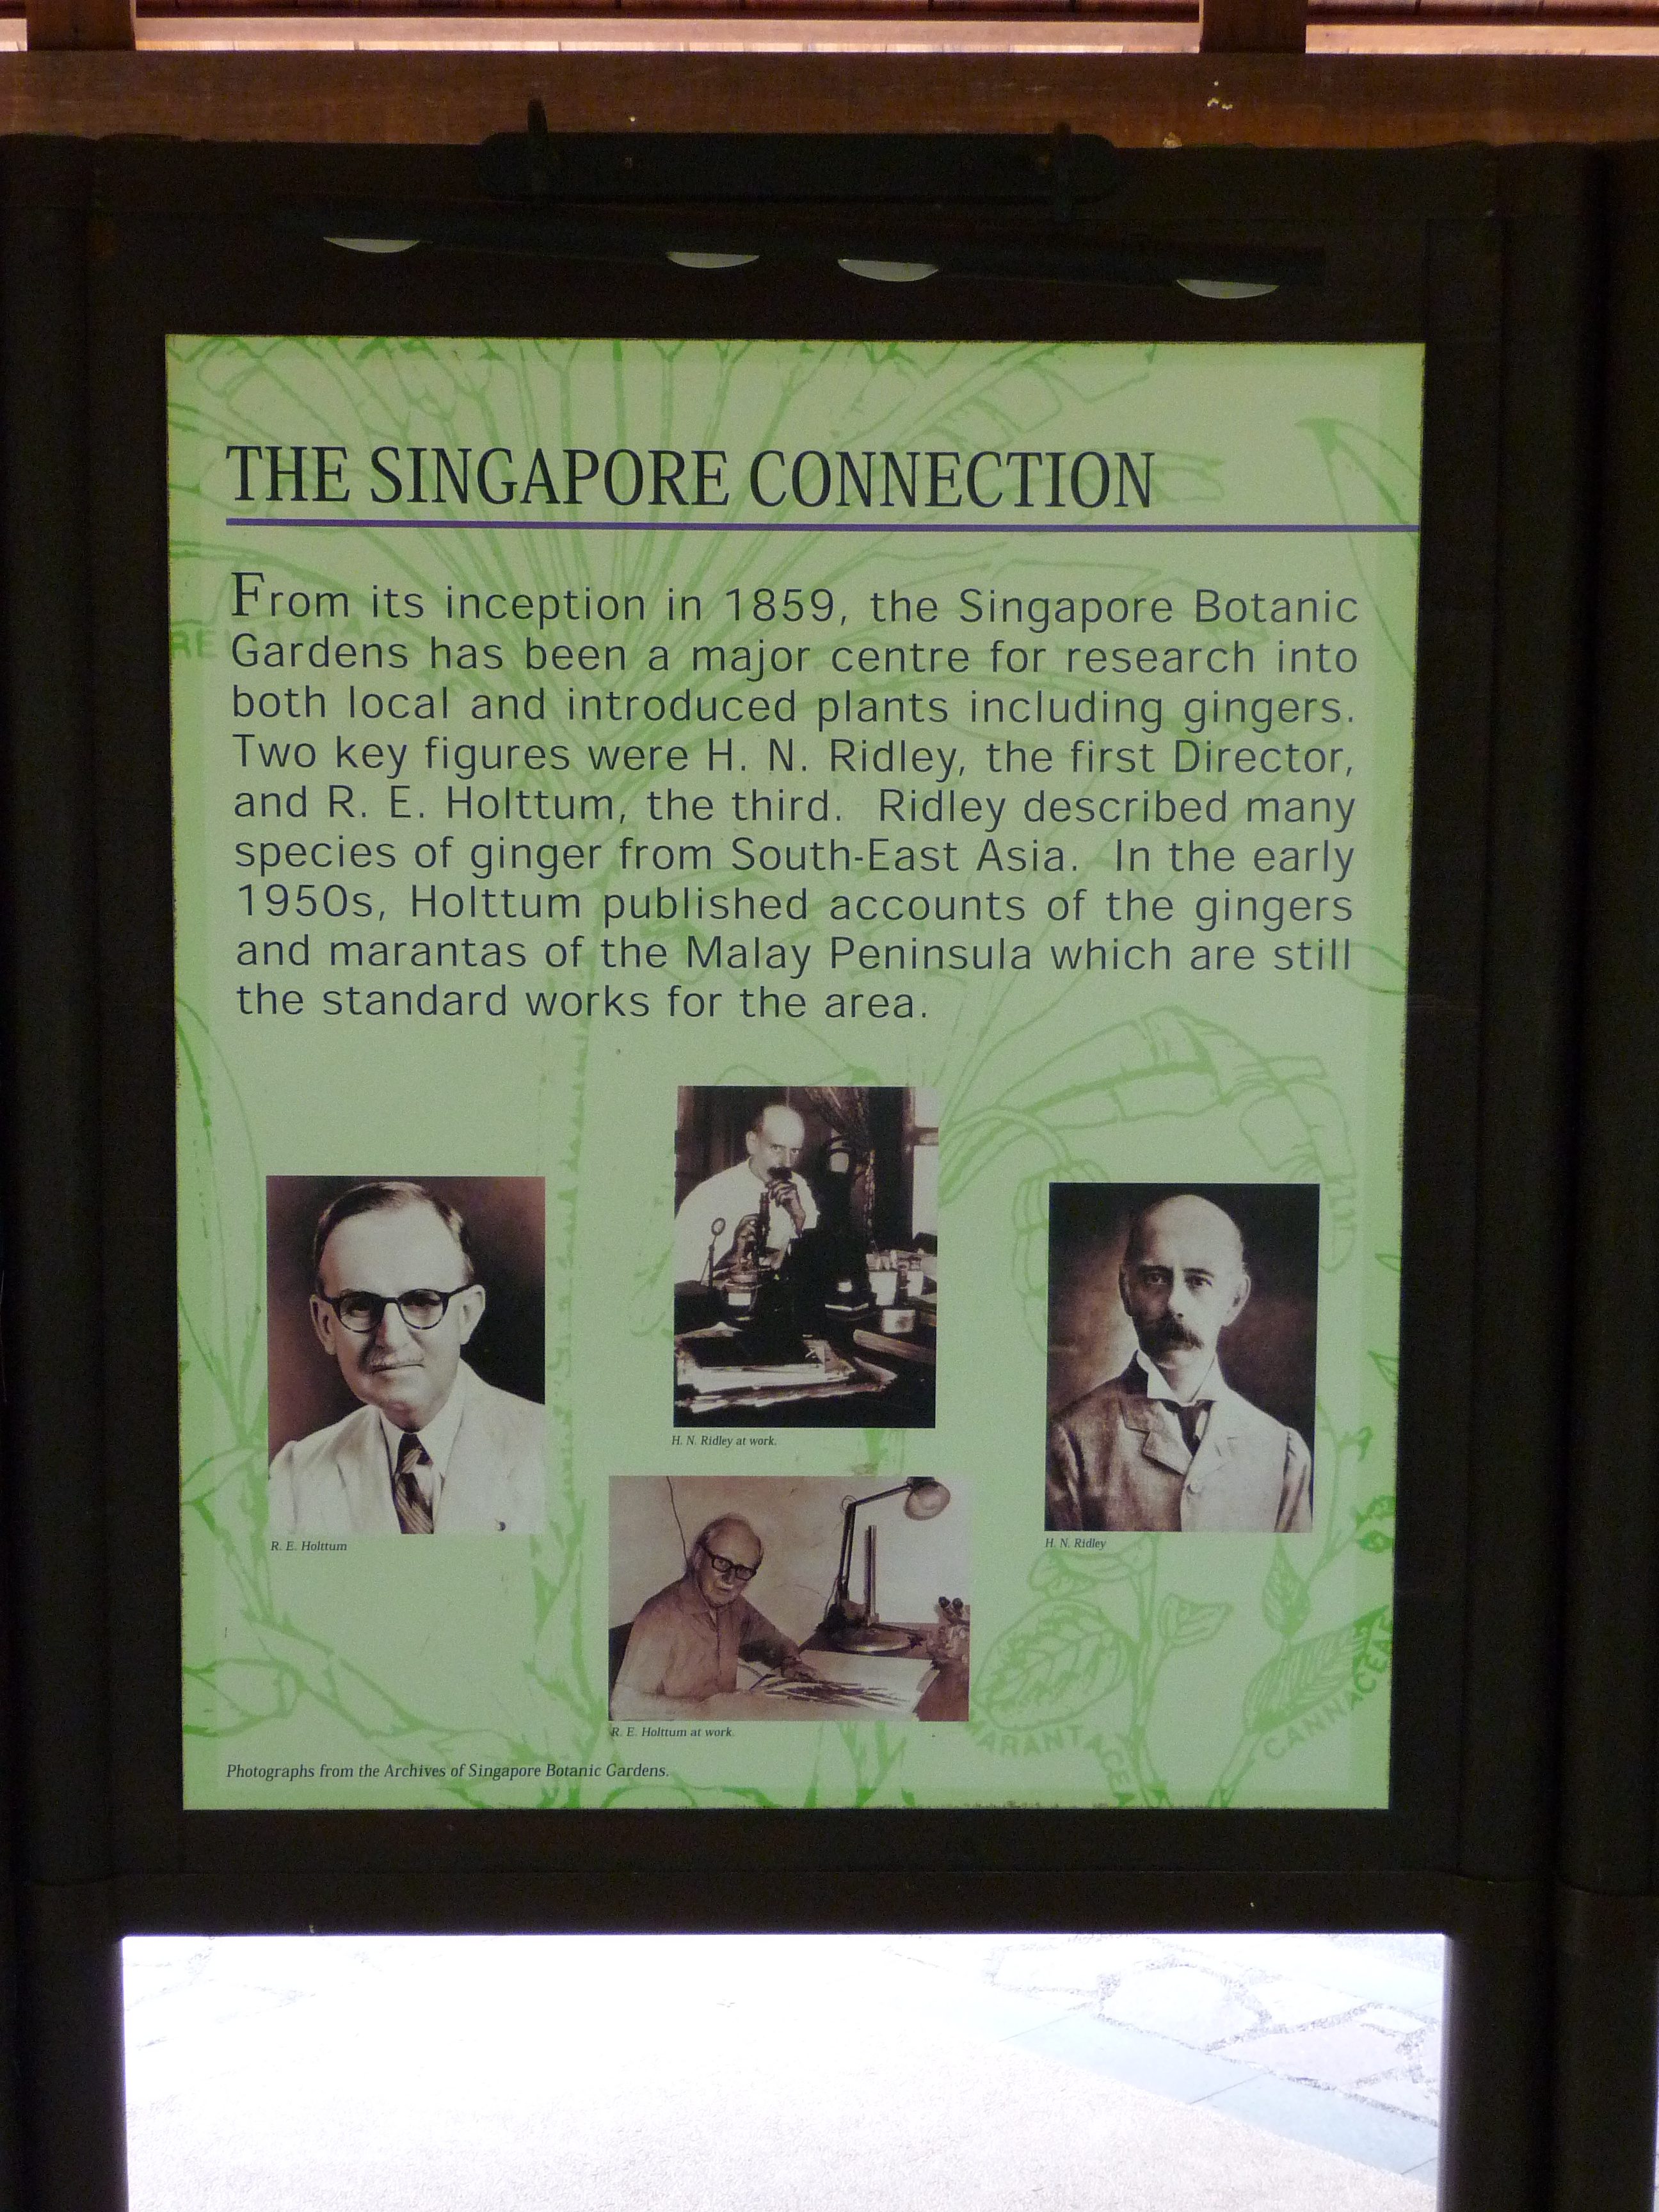 THE SINGAPORE CONNECTION
From its inception in 1859, the Singapore Botanic
Gardens has been a major centre for research into
both local and introduced plants including gingers.
Two key figures were H. N. Ridley, the first Director,
and R. E. Holttum, the third. Ridley described many
species of ginger from South-East Asia. In the early
1950s, Holttum published accounts of the gingers
and marantas of the Malay Peninsula which are still
the standard works for the area.
H. N. Ridley at work.
R. E. Holttum
H. N. Ridley
R. E. Holttum at work.
CANNACEAE
Photographs from the Archives of Singapore Botanic Gardens.